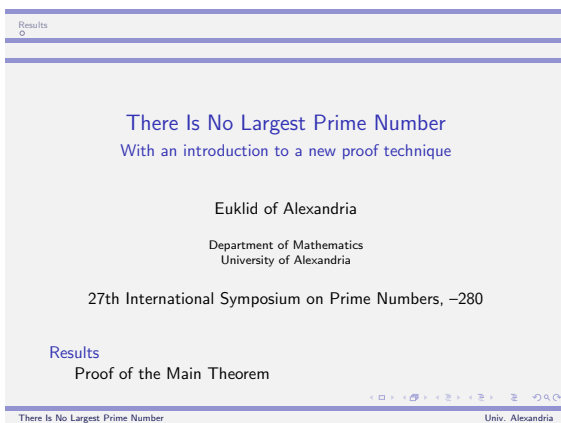 Results
There Is No Largest Prime Number
With an introduction to a new proof technique
Euklid of Alexandria
Department of Mathematics
University of Alexandria
27th International Symposium on Prime Numbers, –280
Results
Proof of the Main Theorem
There Is No Largest Prime Number
Univ. Alexandria